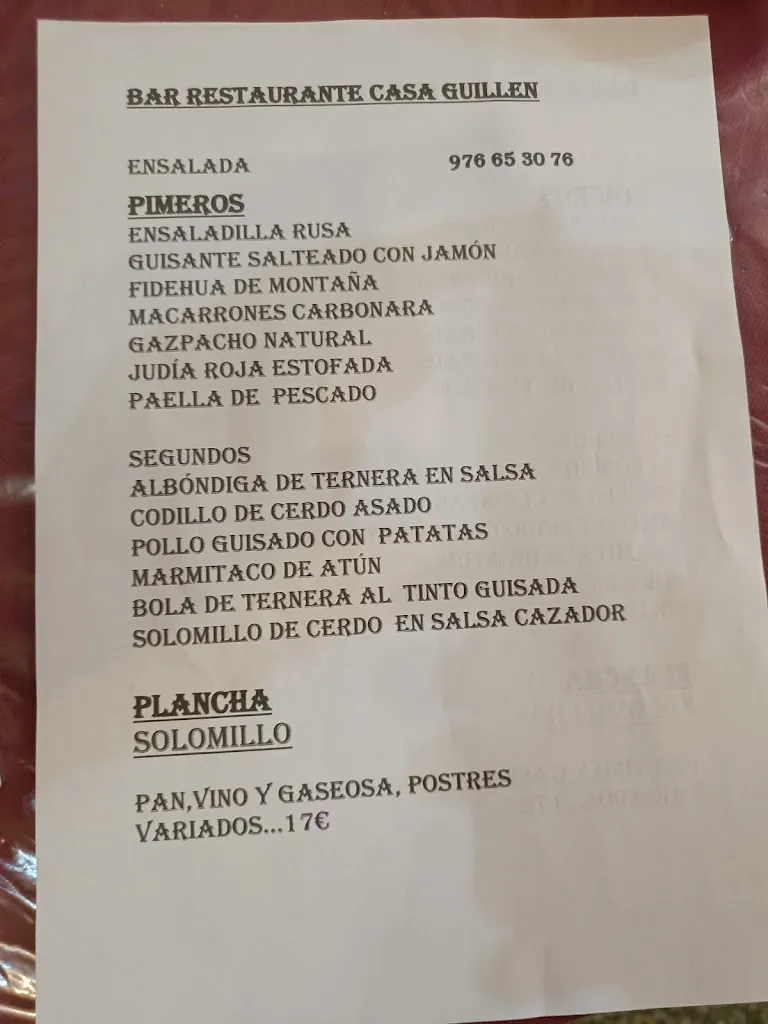 BAR RESTAURANTE CASA GUILLEN
ENSALADA 976 65 30 76
PIMEROS
ENSALADILLA RUSA
GUISANTE SALTEADO CON JAMÓN
FIDEHUA DE MONTAÑA
MACARRONES CARBONARA
GAZPACHO NATURAL
JUDÍA ROJA ESTOFADA
PAELLA DE PESCADO
SEGUNDOS
ALBÓNDIGA DE TERNERA EN SALSA
CODILLO DE CERDO ASADO
POLLO GUISADO CON PATATAS
MARMITACO DE ATÚN
BOLA DE TERNERA AL TINTO GUISADA
SOLOMILLO DE CERDO EN SALSA CAZADOR
PLANCHA
SOLOMILLO
PAN,VINO Y GASEOSA, POSTRES
VARIADOS...17€